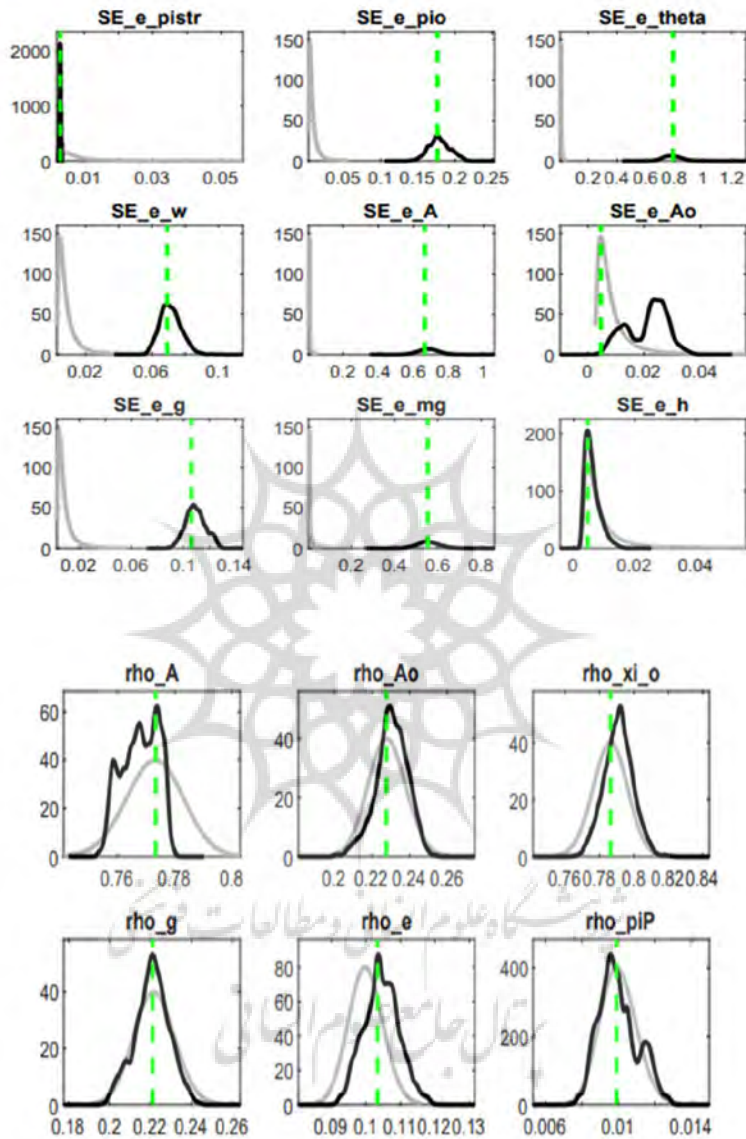 SE_e_pistr SE_e_pio SE_e_theta
2000 1000 0 0.01 0.03 0.05
150 100 50 0 0.05 0.1 0.15 0.2 0.25
150 100 50 0 0.2 0.4 0.6 0.8 1 1.2
SE_e_w SE_e_A SE_e_Ao
150 100 50 0 0.02 0.06 0.1
150 100 50 0 0.2 0.4 0.6 0.8 1
150 100 50 0 0 0.02 0.04
SE_e_g SE_e_mg SE_e_h
150 100 50 0 0.02 0.06 0.1 0.14
150 100 50 0 0.2 0.4 0.6 0.8
200 100 0 0 0.02 0.04
rho_A rho_Ao rho_xi_o
60 40 20 0 0.76 0.78 0.8
40 20 0 0.2 0.22 0.24 0.26
40 20 0 0.76 0.78 0.8 0.82 0.84
پژوهشگاه علوم انسانی و مطالعات فرهنگی
rho_g rho_e rho_piP
40 20 0 0.18 0.2 0.22 0.24 0.26
80 60 40 20 0 0.09 0.1 0.11 0.12 0.13
400 200 0 0.006 0.01 0.014
پرتال جامع علوم انسانی